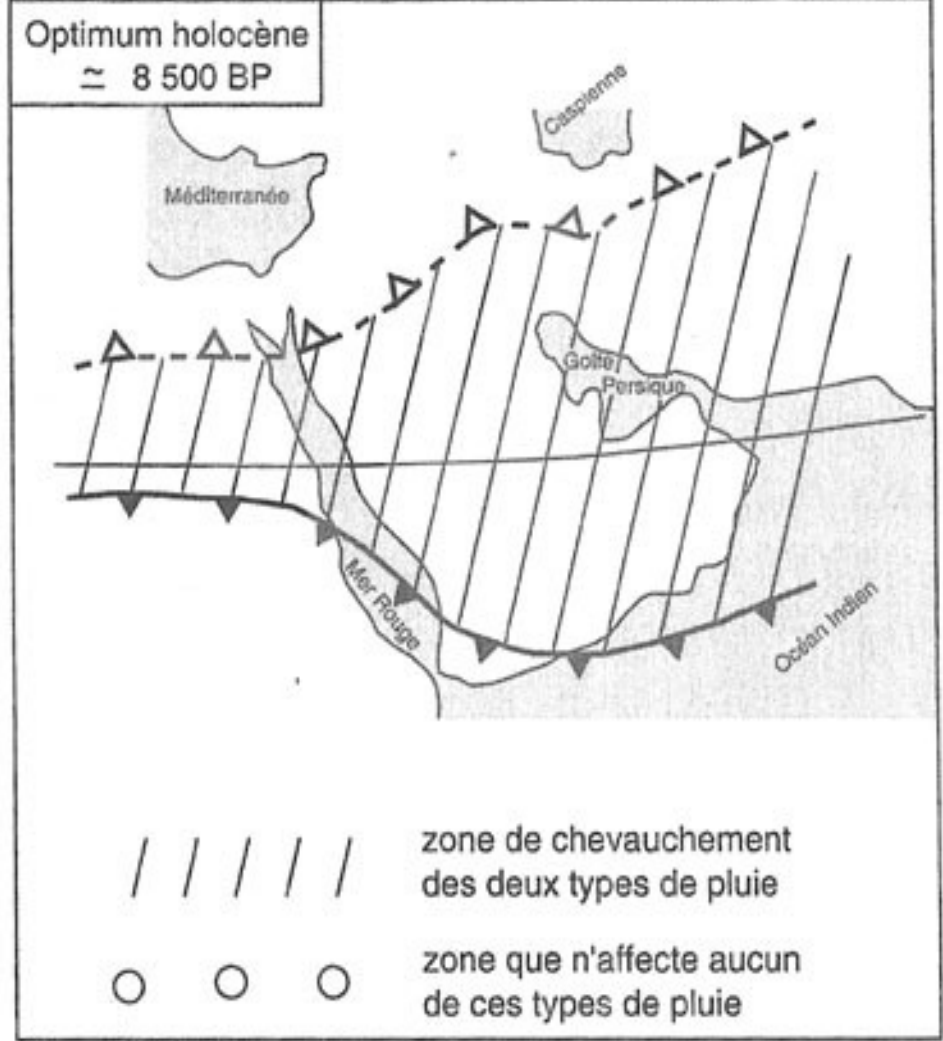 Optimum holocène
≃ 8 500 BP
Caspienne
Méditerranée
Golfe
Persique
Mer Rouge
Océan Indien
zone de chevauchement
des deux types de pluie
zone que n'affecte aucun
de ces types de pluie